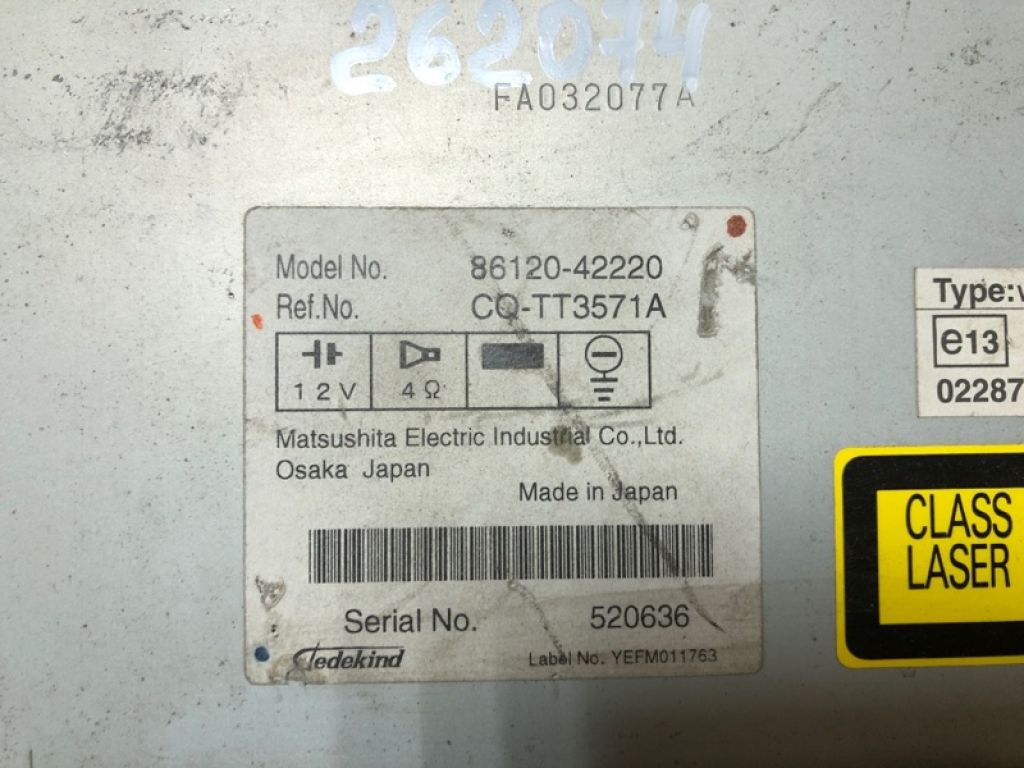 262074
FA032077A
Model No. 86120-42220
Ref.No. CQ-TT3571A
12V 4Ω
Matsushita Electric Industrial Co.,Ltd.
Osaka Japan
Made in Japan
Serial No. 520636
Tedekind
Label No. YEFM011763
Type:
e13
02287
CLASS
LASER